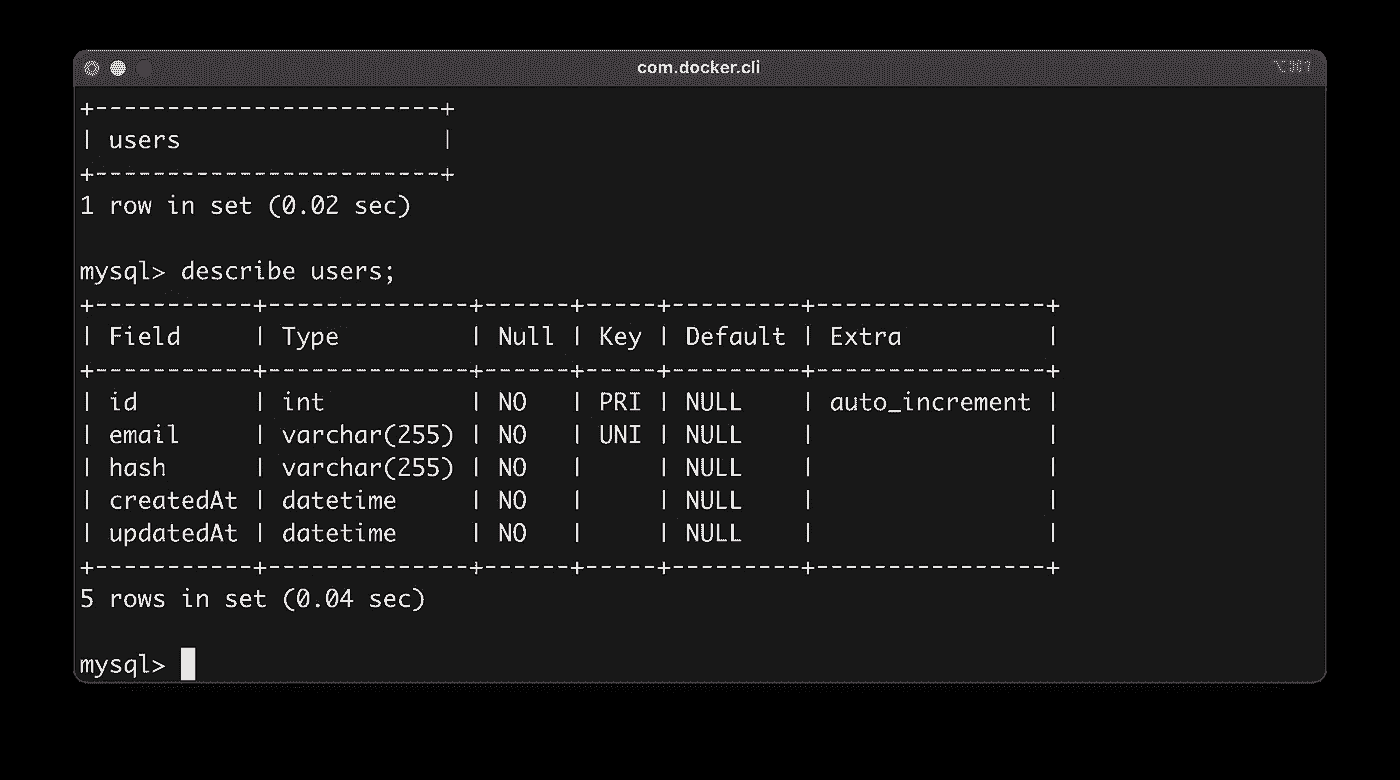 com.docker.cli
⌥⌘1
+------------------------+
| users                  |
+------------------------+
1 row in set (0.02 sec)

mysql> describe users;
+-----------+--------------+------+-----+---------+----------------+
| Field     | Type         | Null | Key | Default | Extra          |
+-----------+--------------+------+-----+---------+----------------+
| id        | int          | NO   | PRI | NULL    | auto_increment |
| email     | varchar(255) | NO   | UNI | NULL    |                |
| hash      | varchar(255) | NO   |     | NULL    |                |
| createdAt | datetime     | NO   |     | NULL    |                |
| updatedAt | datetime     | NO   |     | NULL    |                |
+-----------+--------------+------+-----+---------+----------------+
5 rows in set (0.04 sec)

mysql>